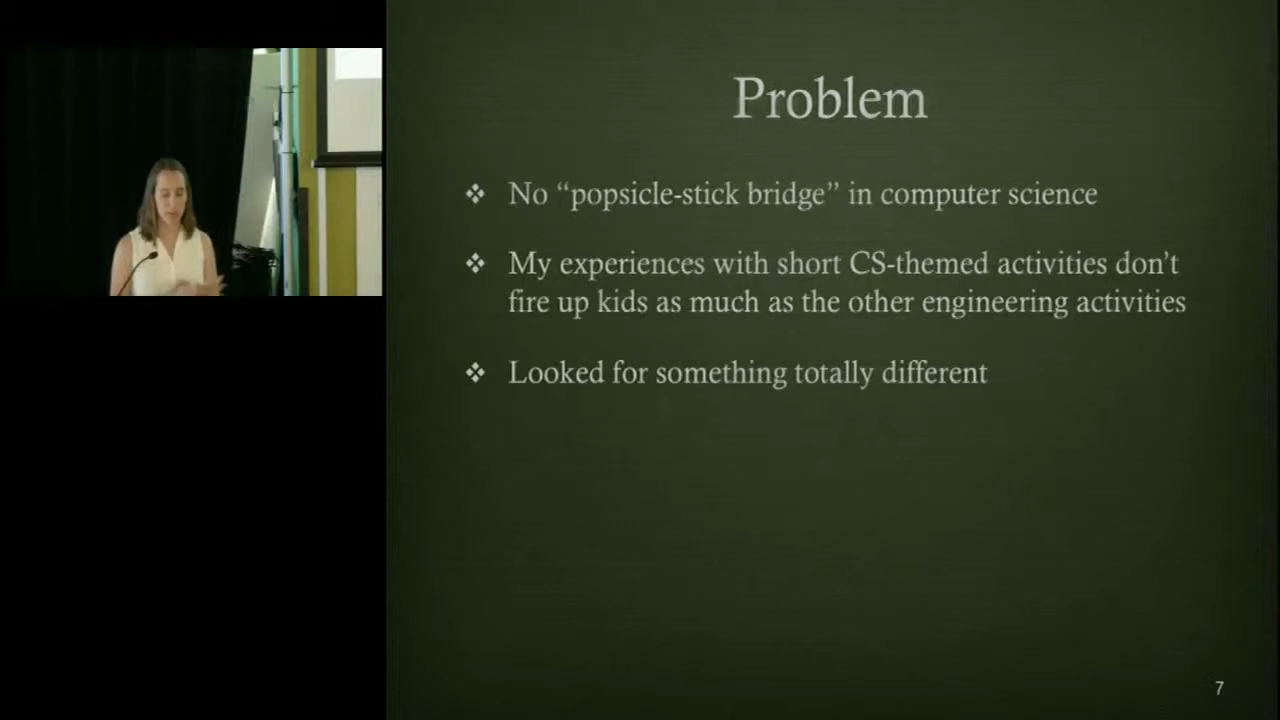 Problem
❖ No “popsicle-stick bridge” in computer science
❖ My experiences with short CS-themed activities don’t
fire up kids as much as the other engineering activities
❖ Looked for something totally different
7